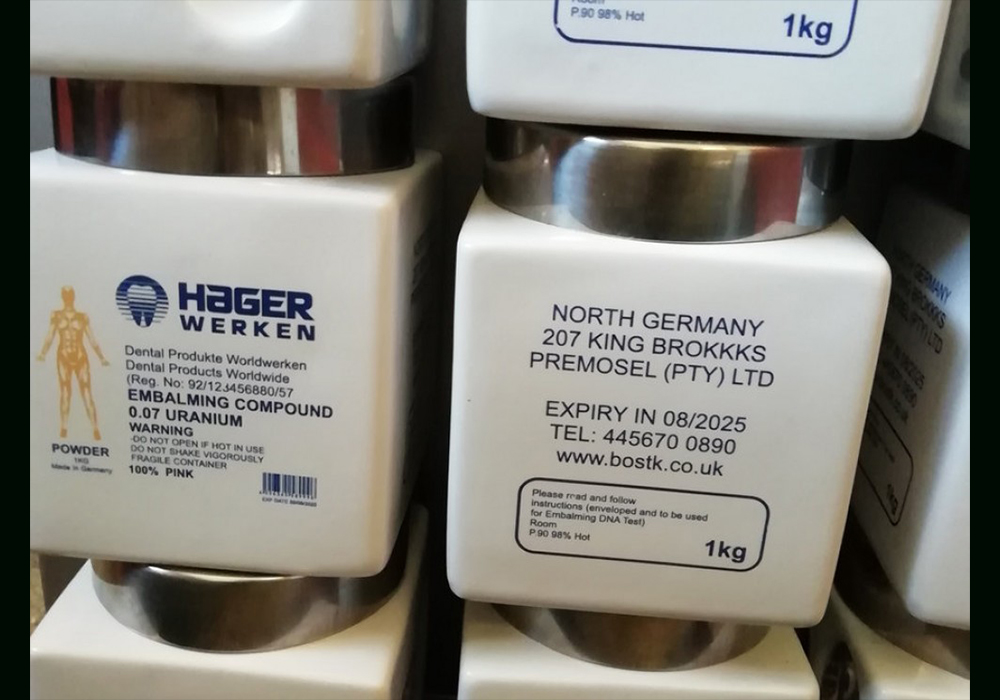 P.90 98% Hot
1kg
HAGER
WERKEN
Dental Produkte Worldwerken
Dental Products Worldwide
(Reg. No: 92/123456880/57
EMBALMING COMPOUND
0.07 URANIUM
WARNING
-DO NOT OPEN IF HOT IN USE
DO NOT SHAKE VIGOROUSLY
FRAGILE CONTAINER
100% PINK
POWDER
1KG
Made in Germany
NORTH GERMANY
207 KING BROKKKS
PREMOSEL (PTY) LTD
EXPIRY IN 08/2025
TEL: 445670 0890
www.bostk.co.uk
Please read and follow
instructions (enveloped and to be used
for Embalming DNA Test)
Room
P.90 98% Hot
1kg
GERMANY
1kg